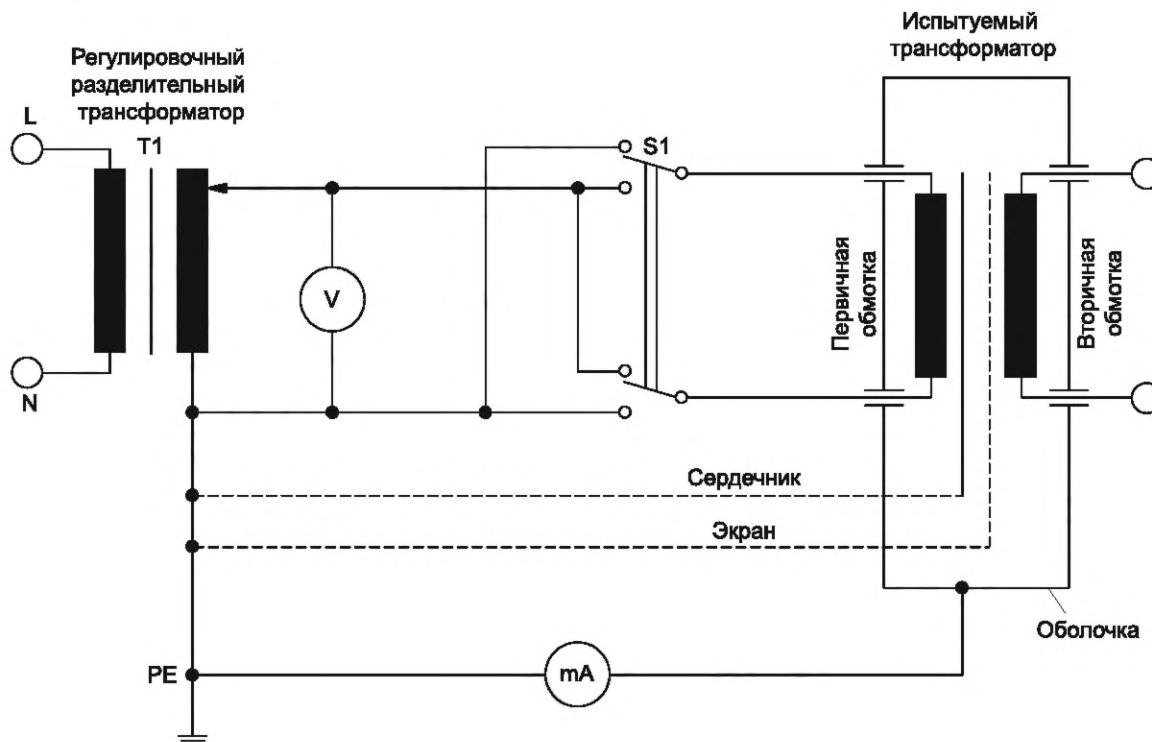 Испытуемый
трансформатор
Регулировочный
разделительный
трансформатор
L
T1
S1
V
Первичная
обмотка
Вторичная
обмотка
N
Сердечник
Экран
Оболочка
PE
mA